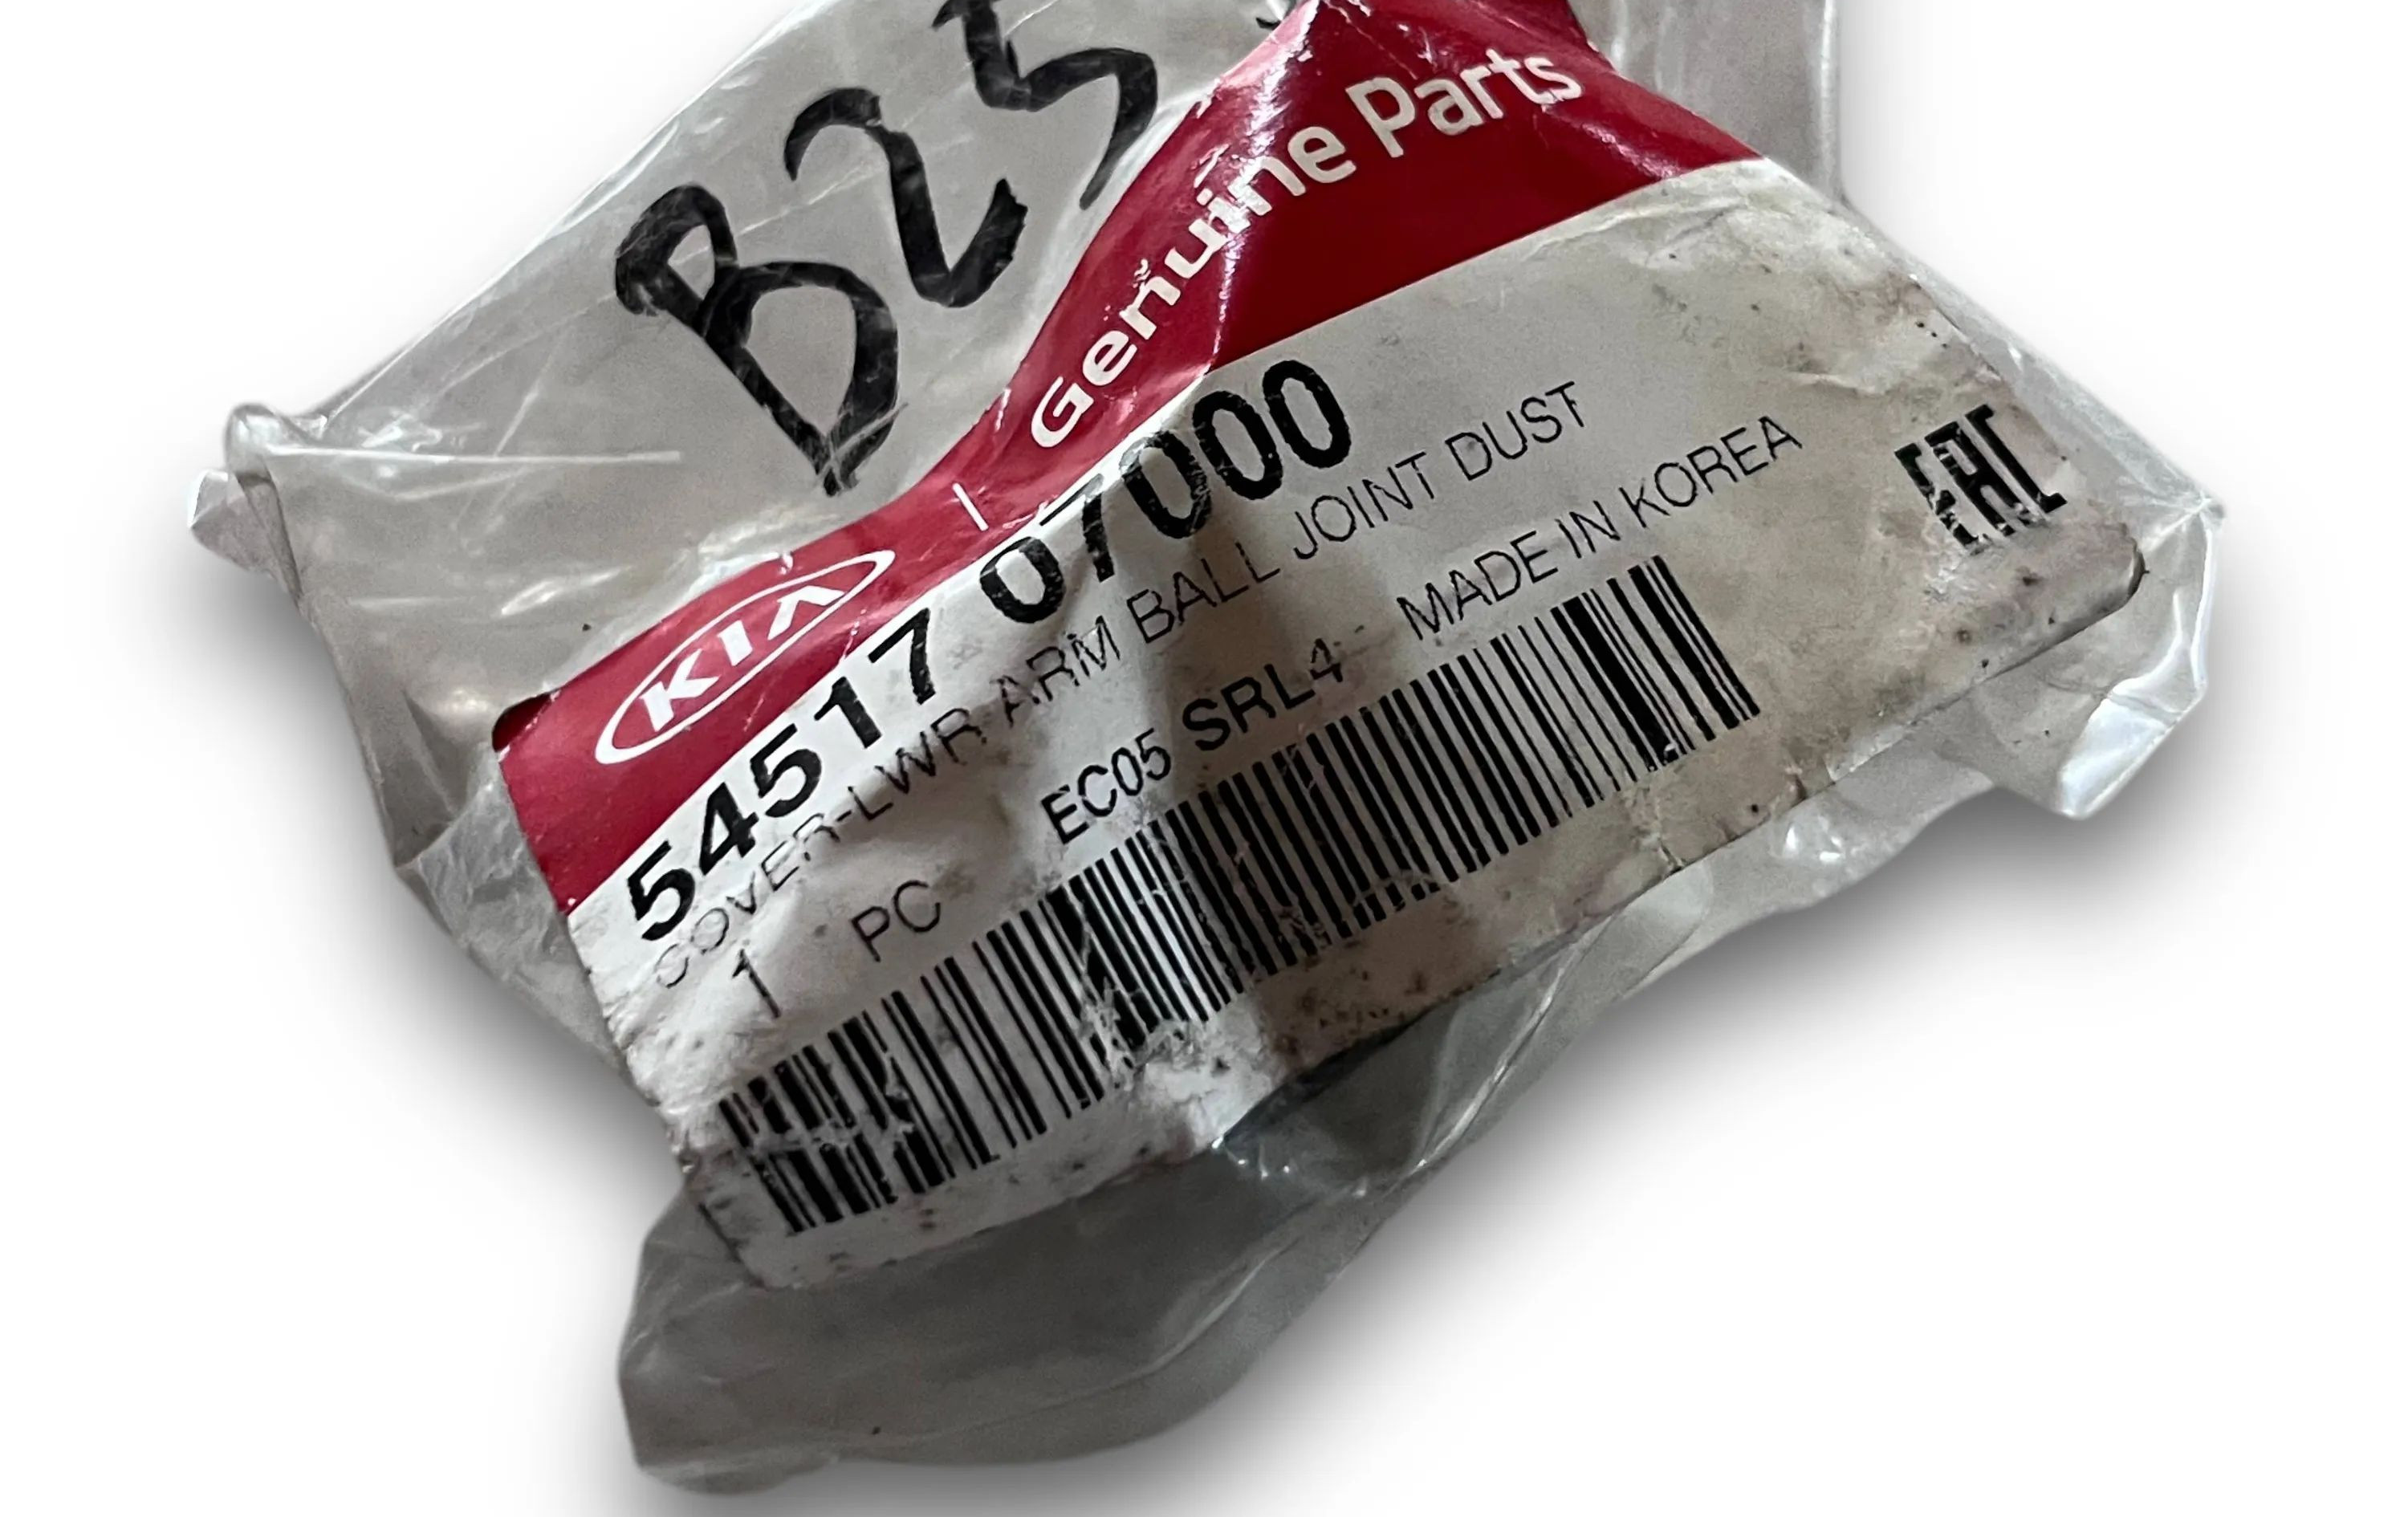 B25
KIA
Genuine Parts
54517 07000
COVER-LWR ARM BALL JOINT DUST
1 PC EC05 SRL4 MADE IN KOREA
EAC